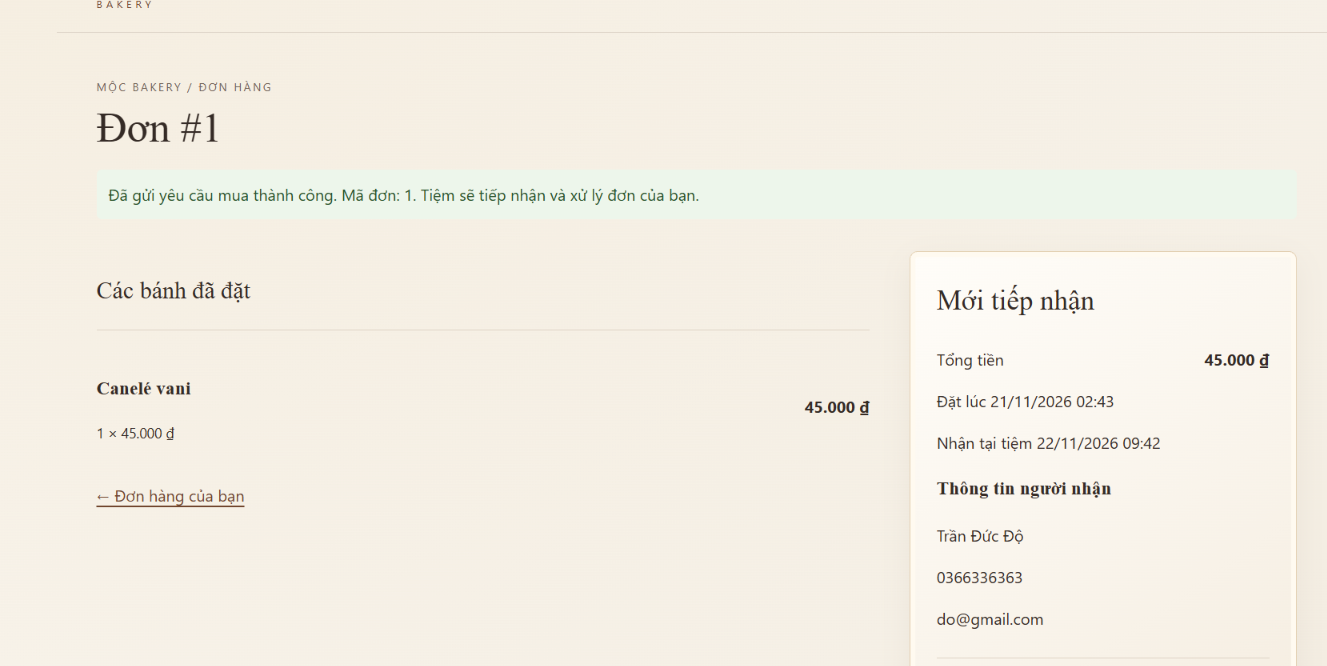 BAKERY
MỘC BAKERY / ĐƠN HÀNG
Đơn #1
Đã gửi yêu cầu mua thành công. Mã đơn: 1. Tiệm sẽ tiếp nhận và xử lý đơn của bạn.
Các bánh đã đặt
Canelé vani
45.000 ₫
1 × 45.000 ₫
← Đơn hàng của bạn
Mới tiếp nhận
Tổng tiền 45.000 ₫
Đặt lúc 21/11/2026 02:43
Nhận tại tiệm 22/11/2026 09:42
Thông tin người nhận
Trần Đức Độ
0366336363
do@gmail.com